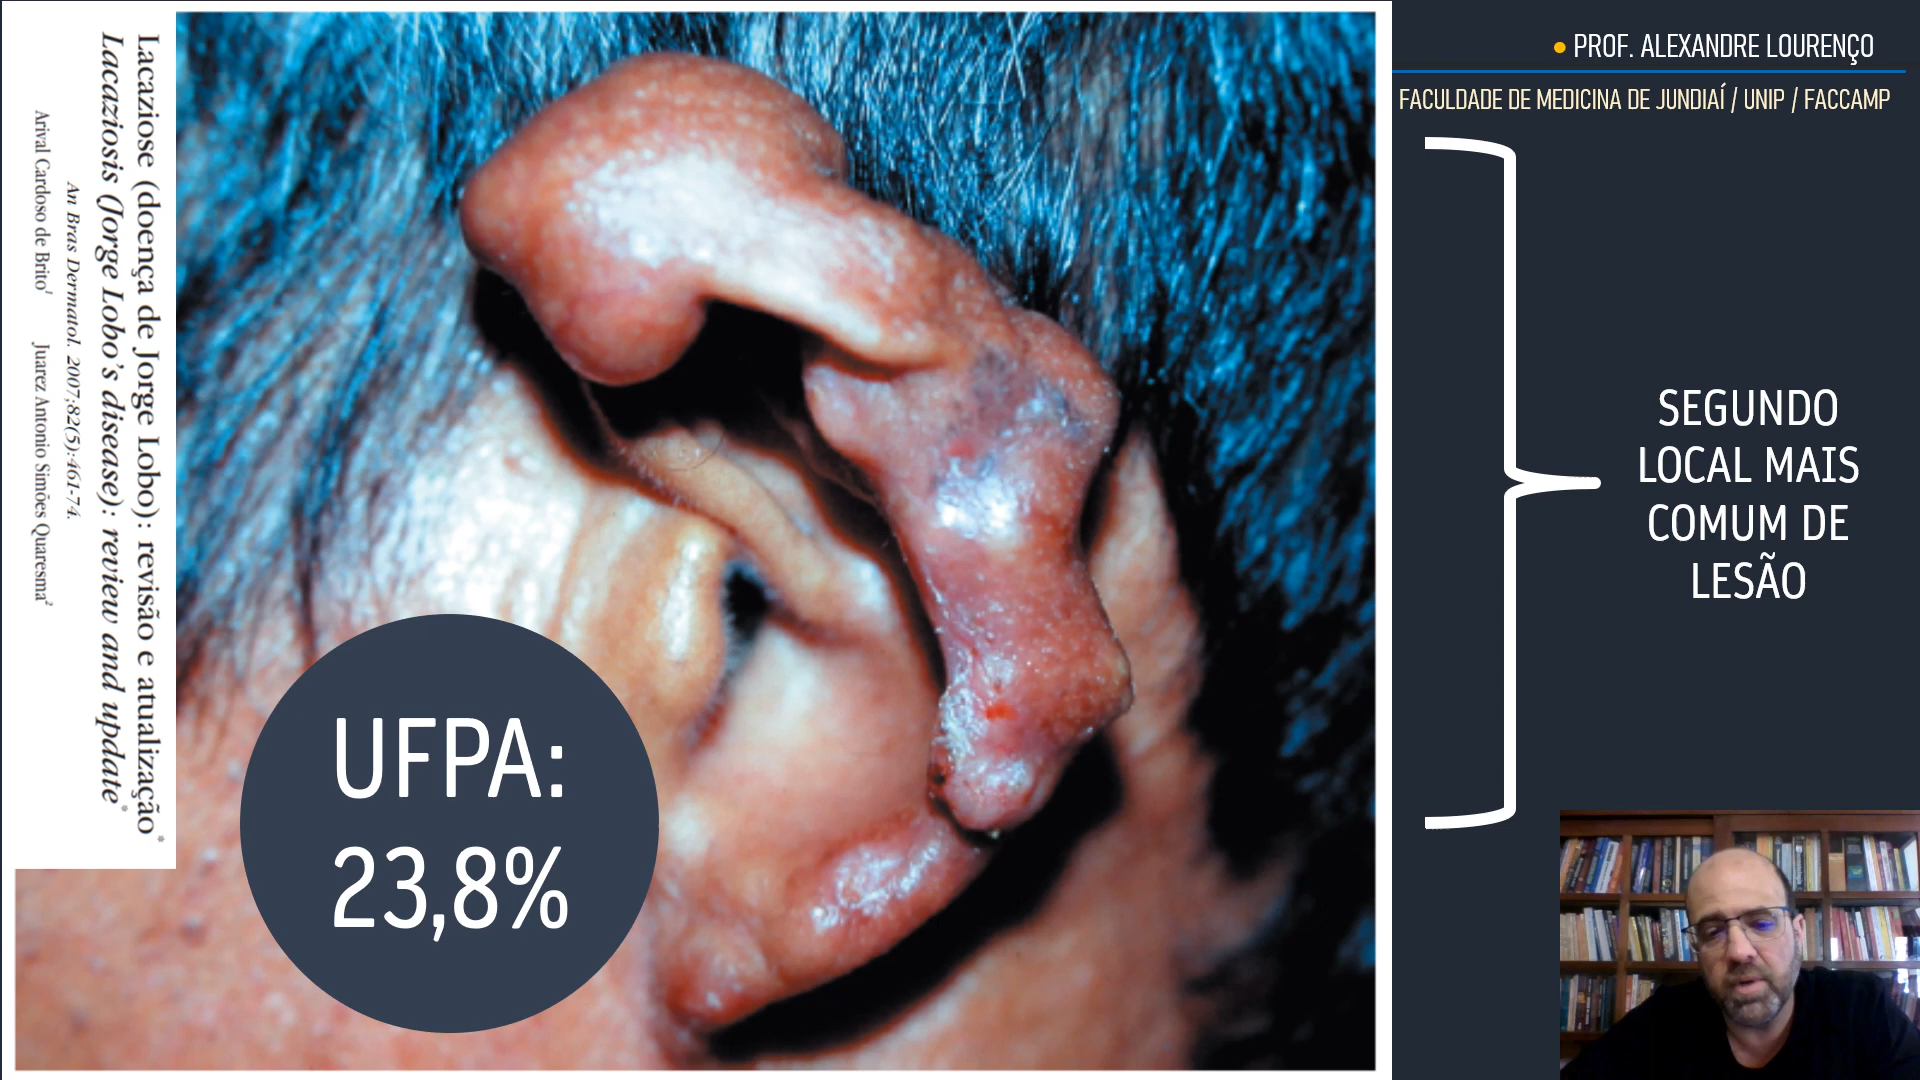 PROF. ALEXANDRE LOURENÇO
FACULDADE DE MEDICINA DE JUNDIAÍ / UNIP / FACCAMP
Lacaziose (doença de Jorge Lobo): revisão e atualização*
Lacaziosis (Jorge Lobo's disease): review and update*
An Bras Dermatol. 2007;82(5):461-74.
Arival Cardoso de Brito¹ Juarez Antonio Simões Quaresma²
UFPA:
23,8%
SEGUNDO
LOCAL MAIS
COMUM DE
LESÃO